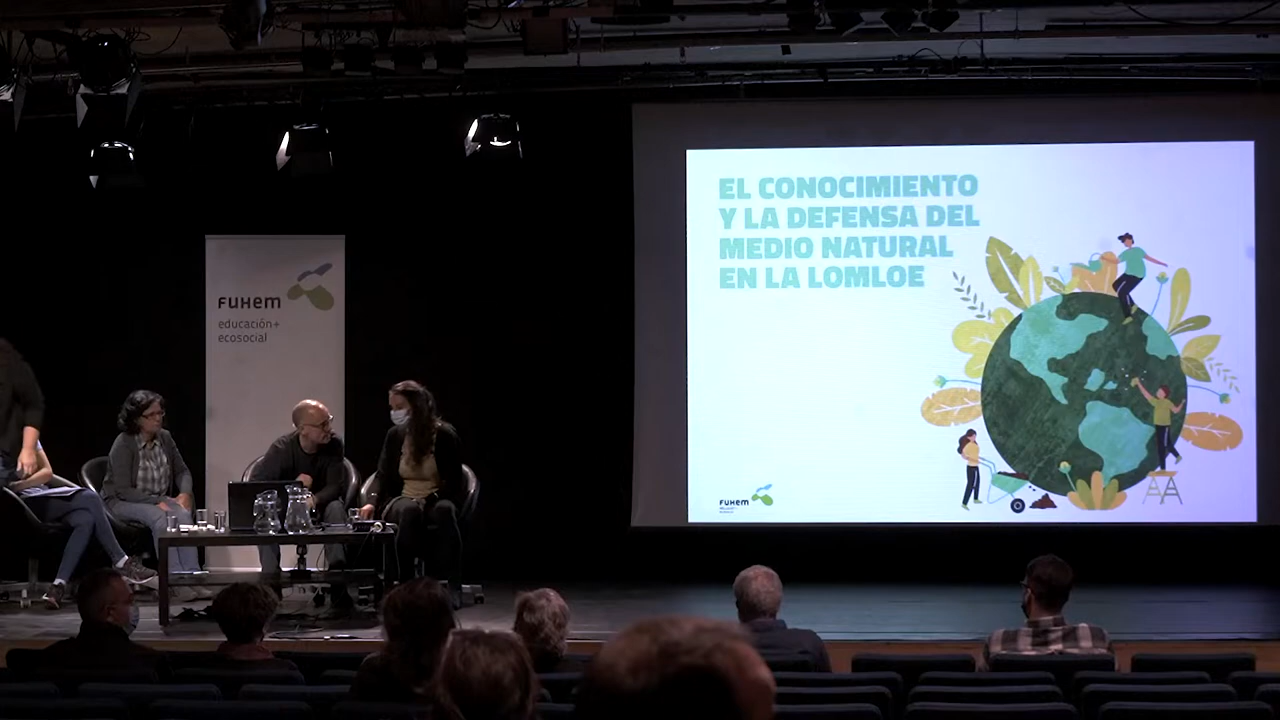 FUHEM
educación+
ecosocial
EL CONOCIMIENTO
Y LA DEFENSA DEL
MEDIO NATURAL
EN LA LOMLOE
FUHEM